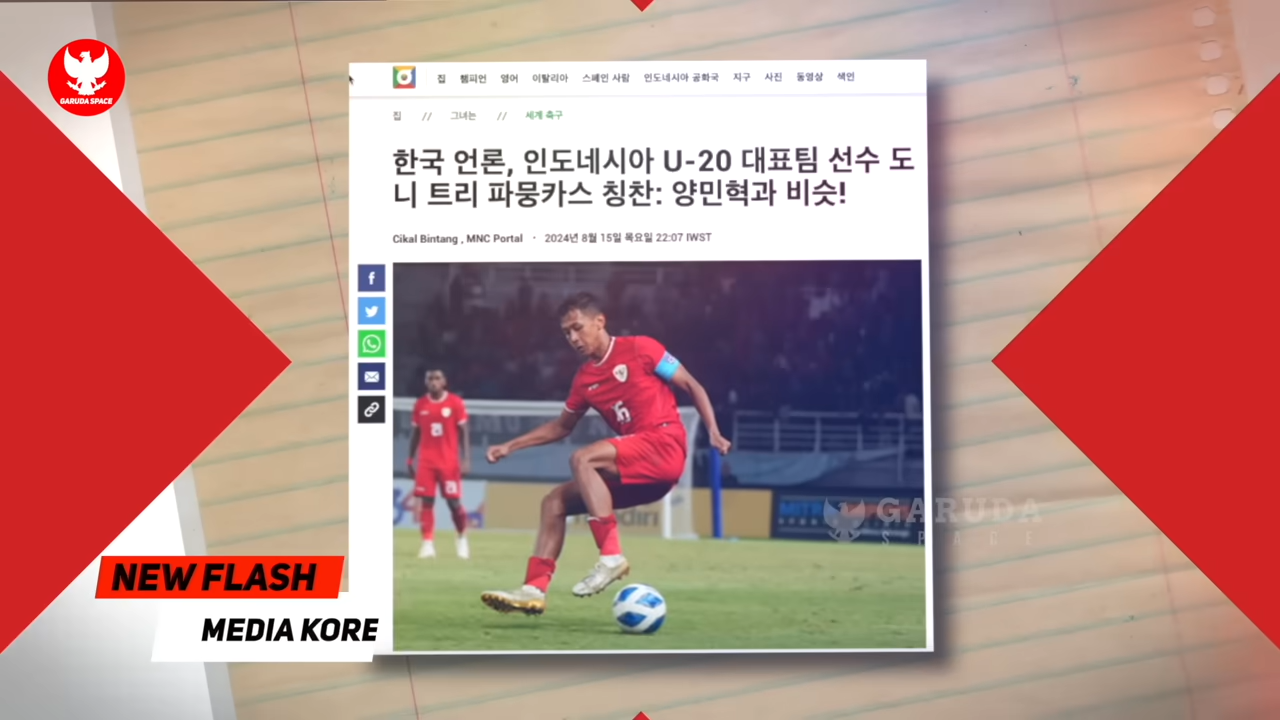 GARUDA SPACE
집 챔피언 영어 이탈리아 스페인 사람 인도네시아 공화국 지구 사진 동영상 색인
집 // 그녀는 // 세계 축구
한국 언론, 인도네시아 U-20 대표팀 선수 도
니 트리 파뭉카스 칭찬: 양민혁과 비슷!
Cikal Bintang , MNC Portal · 2024년 8월 15일 목요일 22:07 IWST
16
GARUDA
SPACE
NEW FLASH
MEDIA KORE